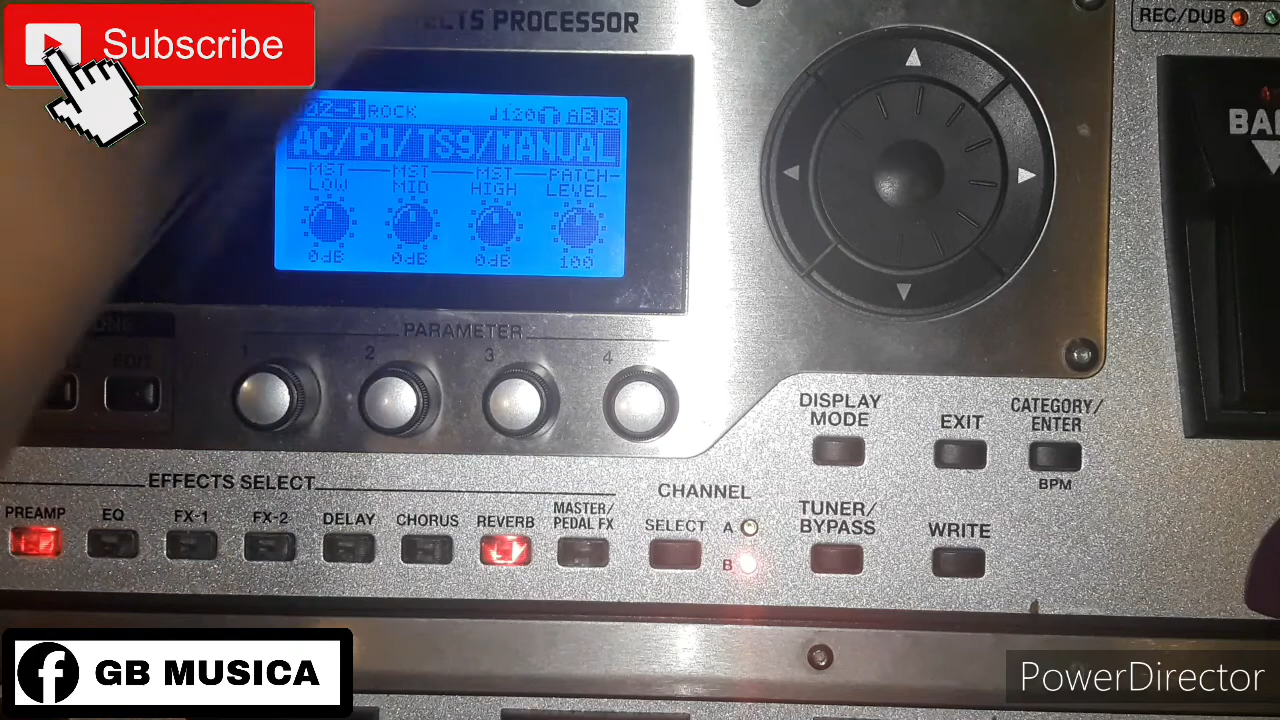 Subscribe
ECTS PROCESSOR
REC/DUB
BA
ROCK ♩120 A B S
AC/PH/TS9/MANUAL
MST LOW MST MID MST HIGH PATCH LEVEL
0dB 0dB 0dB 100
PARAMETER
1 2 3 4
EDIT
DISPLAY MODE
EXIT
CATEGORY/ENTER
BPM
EFFECTS SELECT
PREAMP EQ FX-1 FX-2 DELAY CHORUS REVERB MASTER/PEDAL FX
CHANNEL
SELECT A
B
TUNER/BYPASS
WRITE
f GB MUSICA
PowerDirector